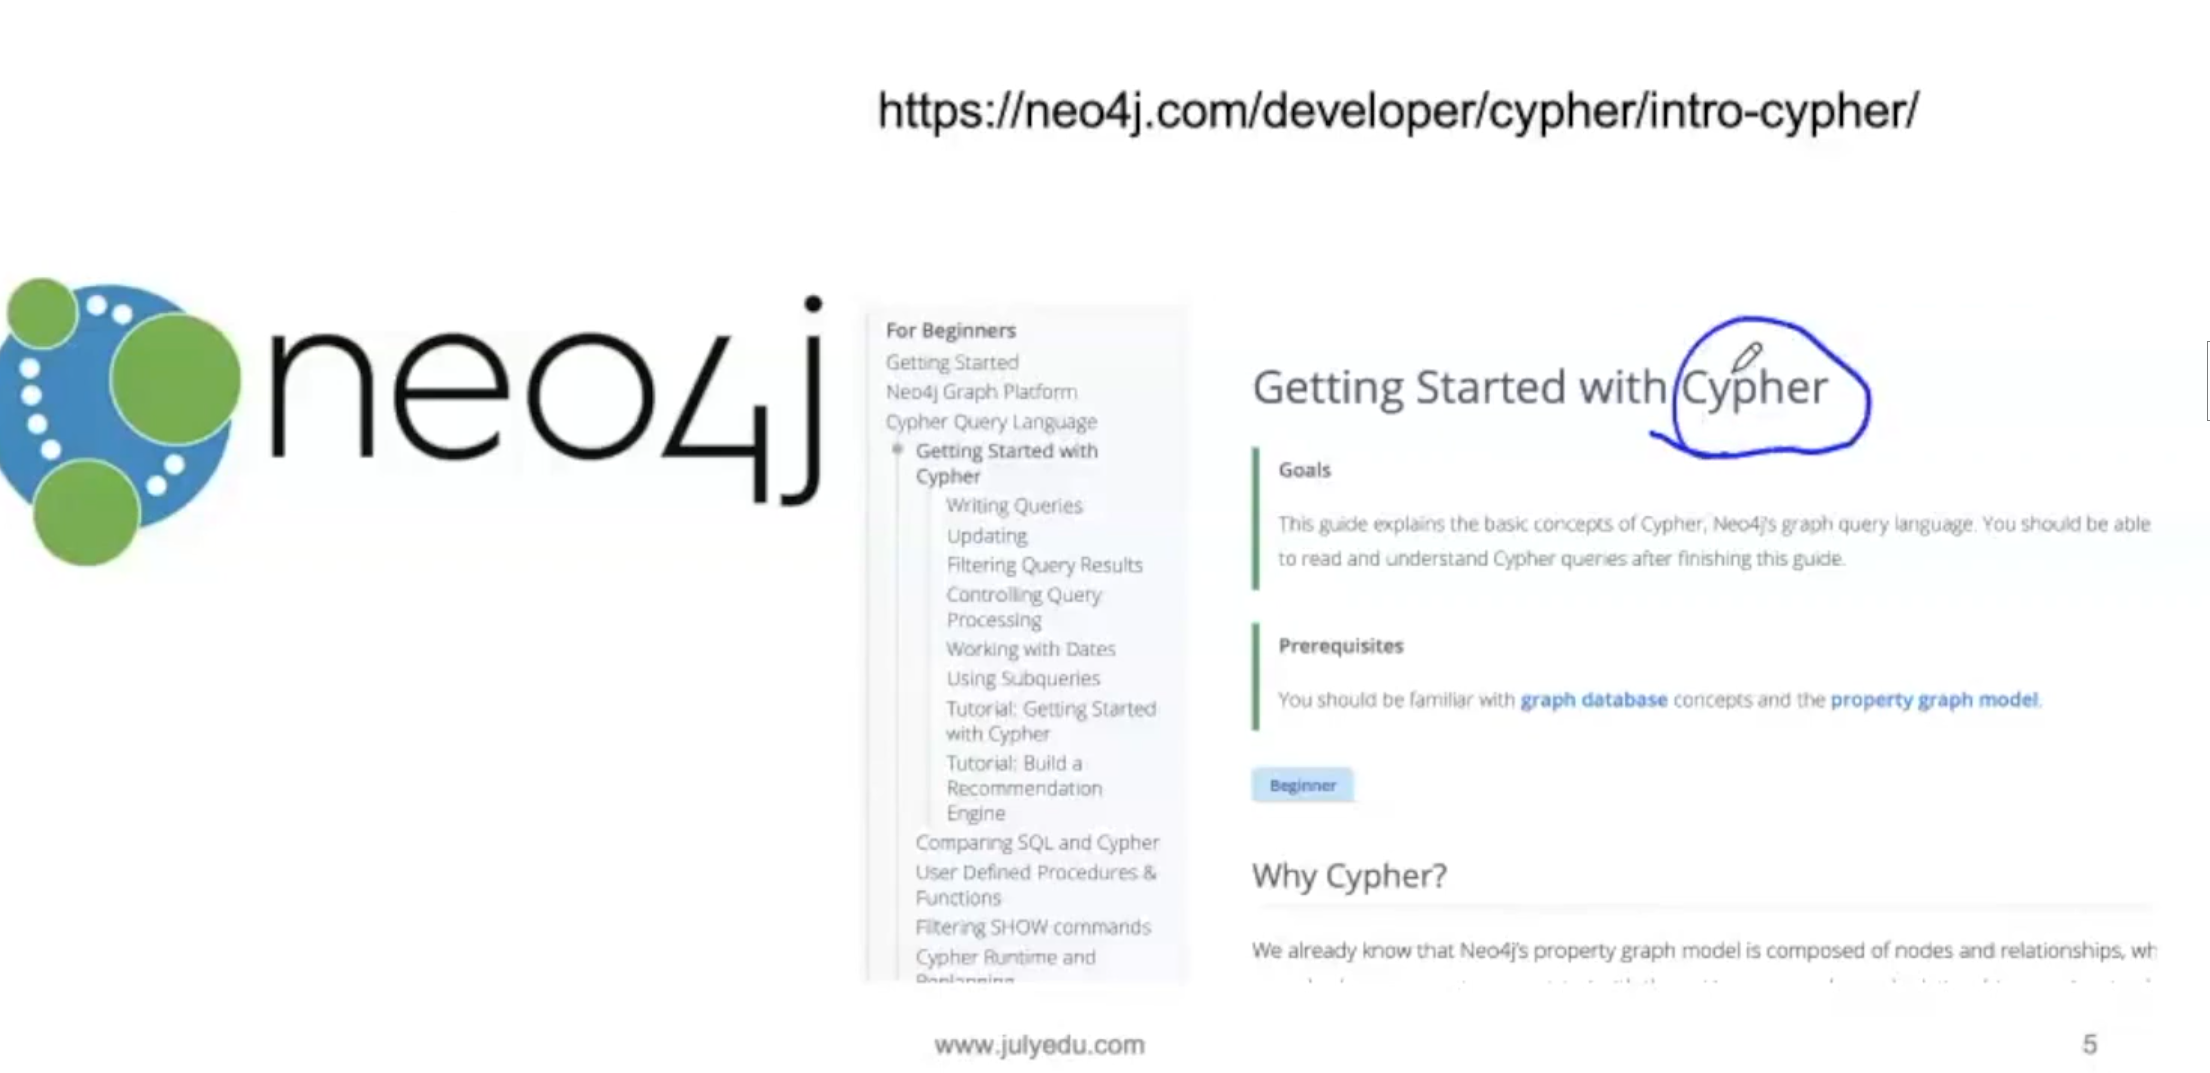 https://neo4j.com/developer/cypher/intro-cypher/
neo4j
For Beginners
Getting Started
Neo4j Graph Platform
Cypher Query Language
Getting Started with
Cypher
Writing Queries
Updating
Filtering Query Results
Controlling Query
Processing
Working with Dates
Using Subqueries
Tutorial: Getting Started
with Cypher
Tutorial: Build a
Recommendation
Engine
Comparing SQL and Cypher
User Defined Procedures &
Functions
Filtering SHOW commands
Cypher Runtime and
Getting Started with Cypher
Goals
This guide explains the basic concepts of Cypher, Neo4j's graph query language. You should be able
to read and understand Cypher queries after finishing this guide.
Prerequisites
You should be familiar with graph database concepts and the property graph model.
Beginner
Why Cypher?
We already know that Neo4j's property graph model is composed of nodes and relationships, wh
www.julyedu.com
5